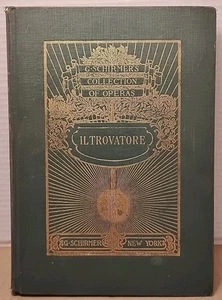 G·SCHIRMER'S
COLLECTION
OF OPERAS
IL TROVATORE
G·SCHIRMER NEW YORK